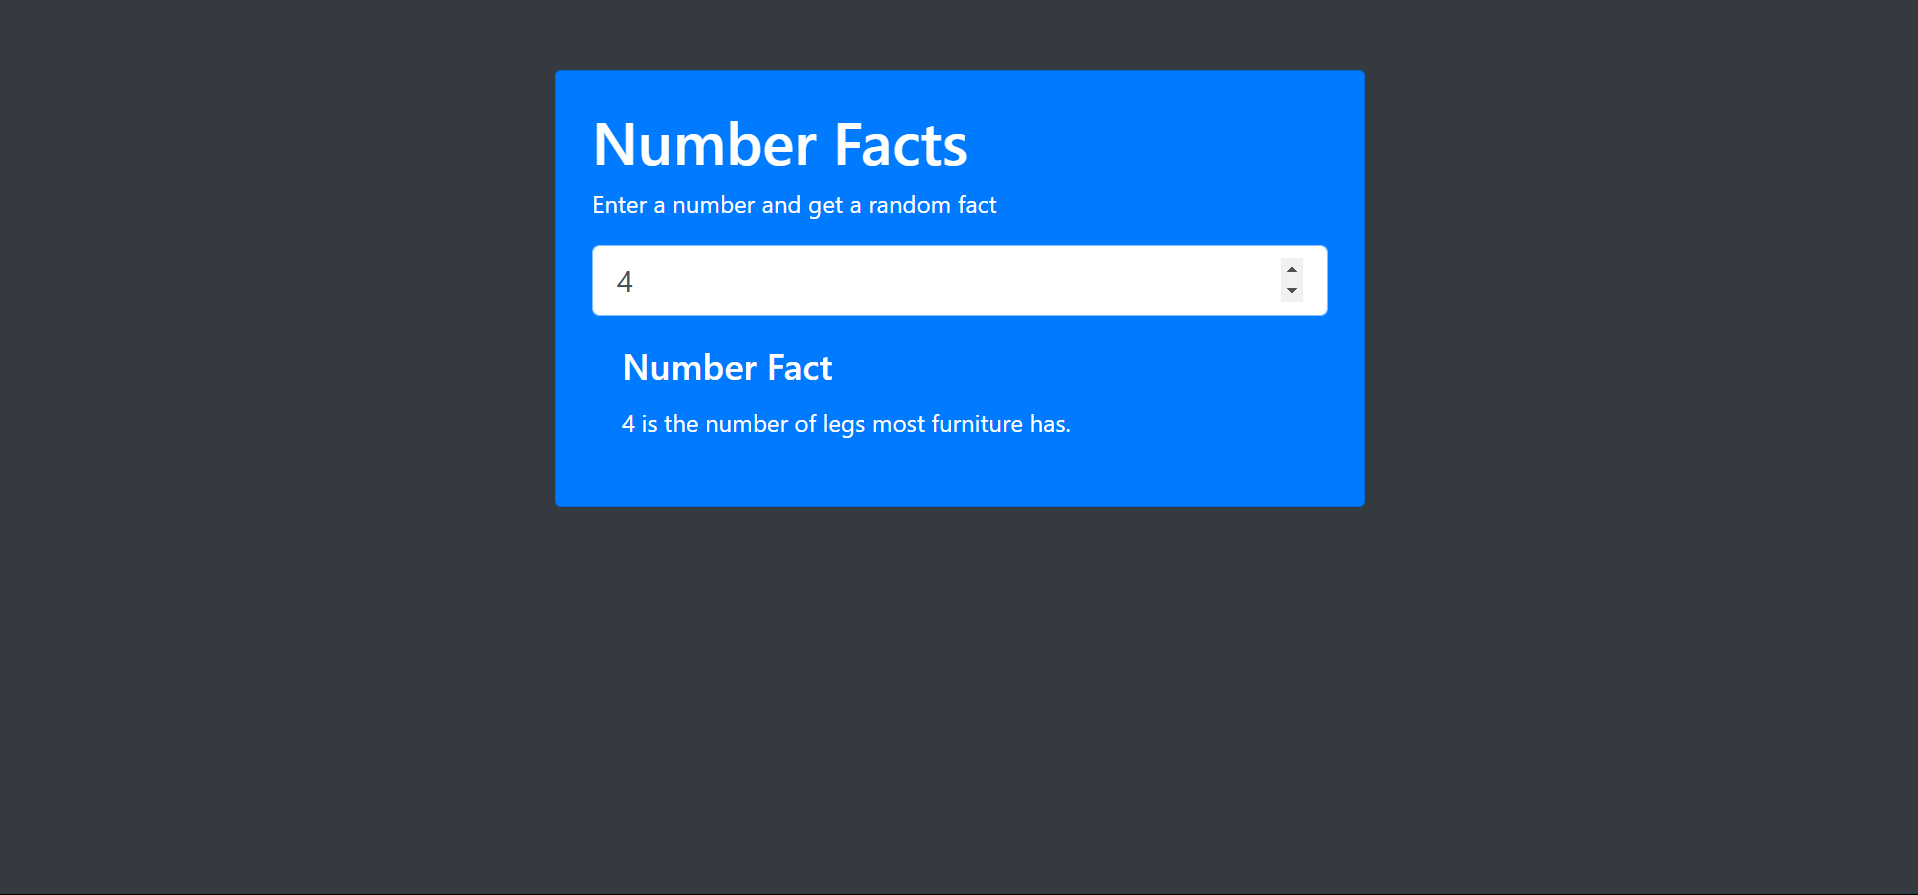 Number Facts
Enter a number and get a random fact
4
Number Fact
4 is the number of legs most furniture has.